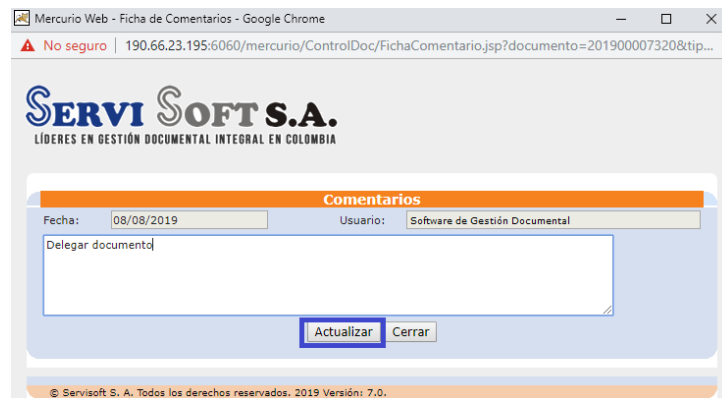 Mercurio Web - Ficha de Comentarios - Google Chrome
No seguro | 190.66.23.195:6060/mercurio/ControlDoc/FichaComentario.jsp?documento=201900007320&tip...
SERVI SOFT S.A.
LÍDERES EN GESTIÓN DOCUMENTAL INTEGRAL EN COLOMBIA
Comentarios
Fecha: 08/08/2019 Usuario: Software de Gestión Documental
Delegar documento
Actualizar Cerrar
© Servisoft S. A. Todos los derechos reservados. 2019 Versión: 7.0.